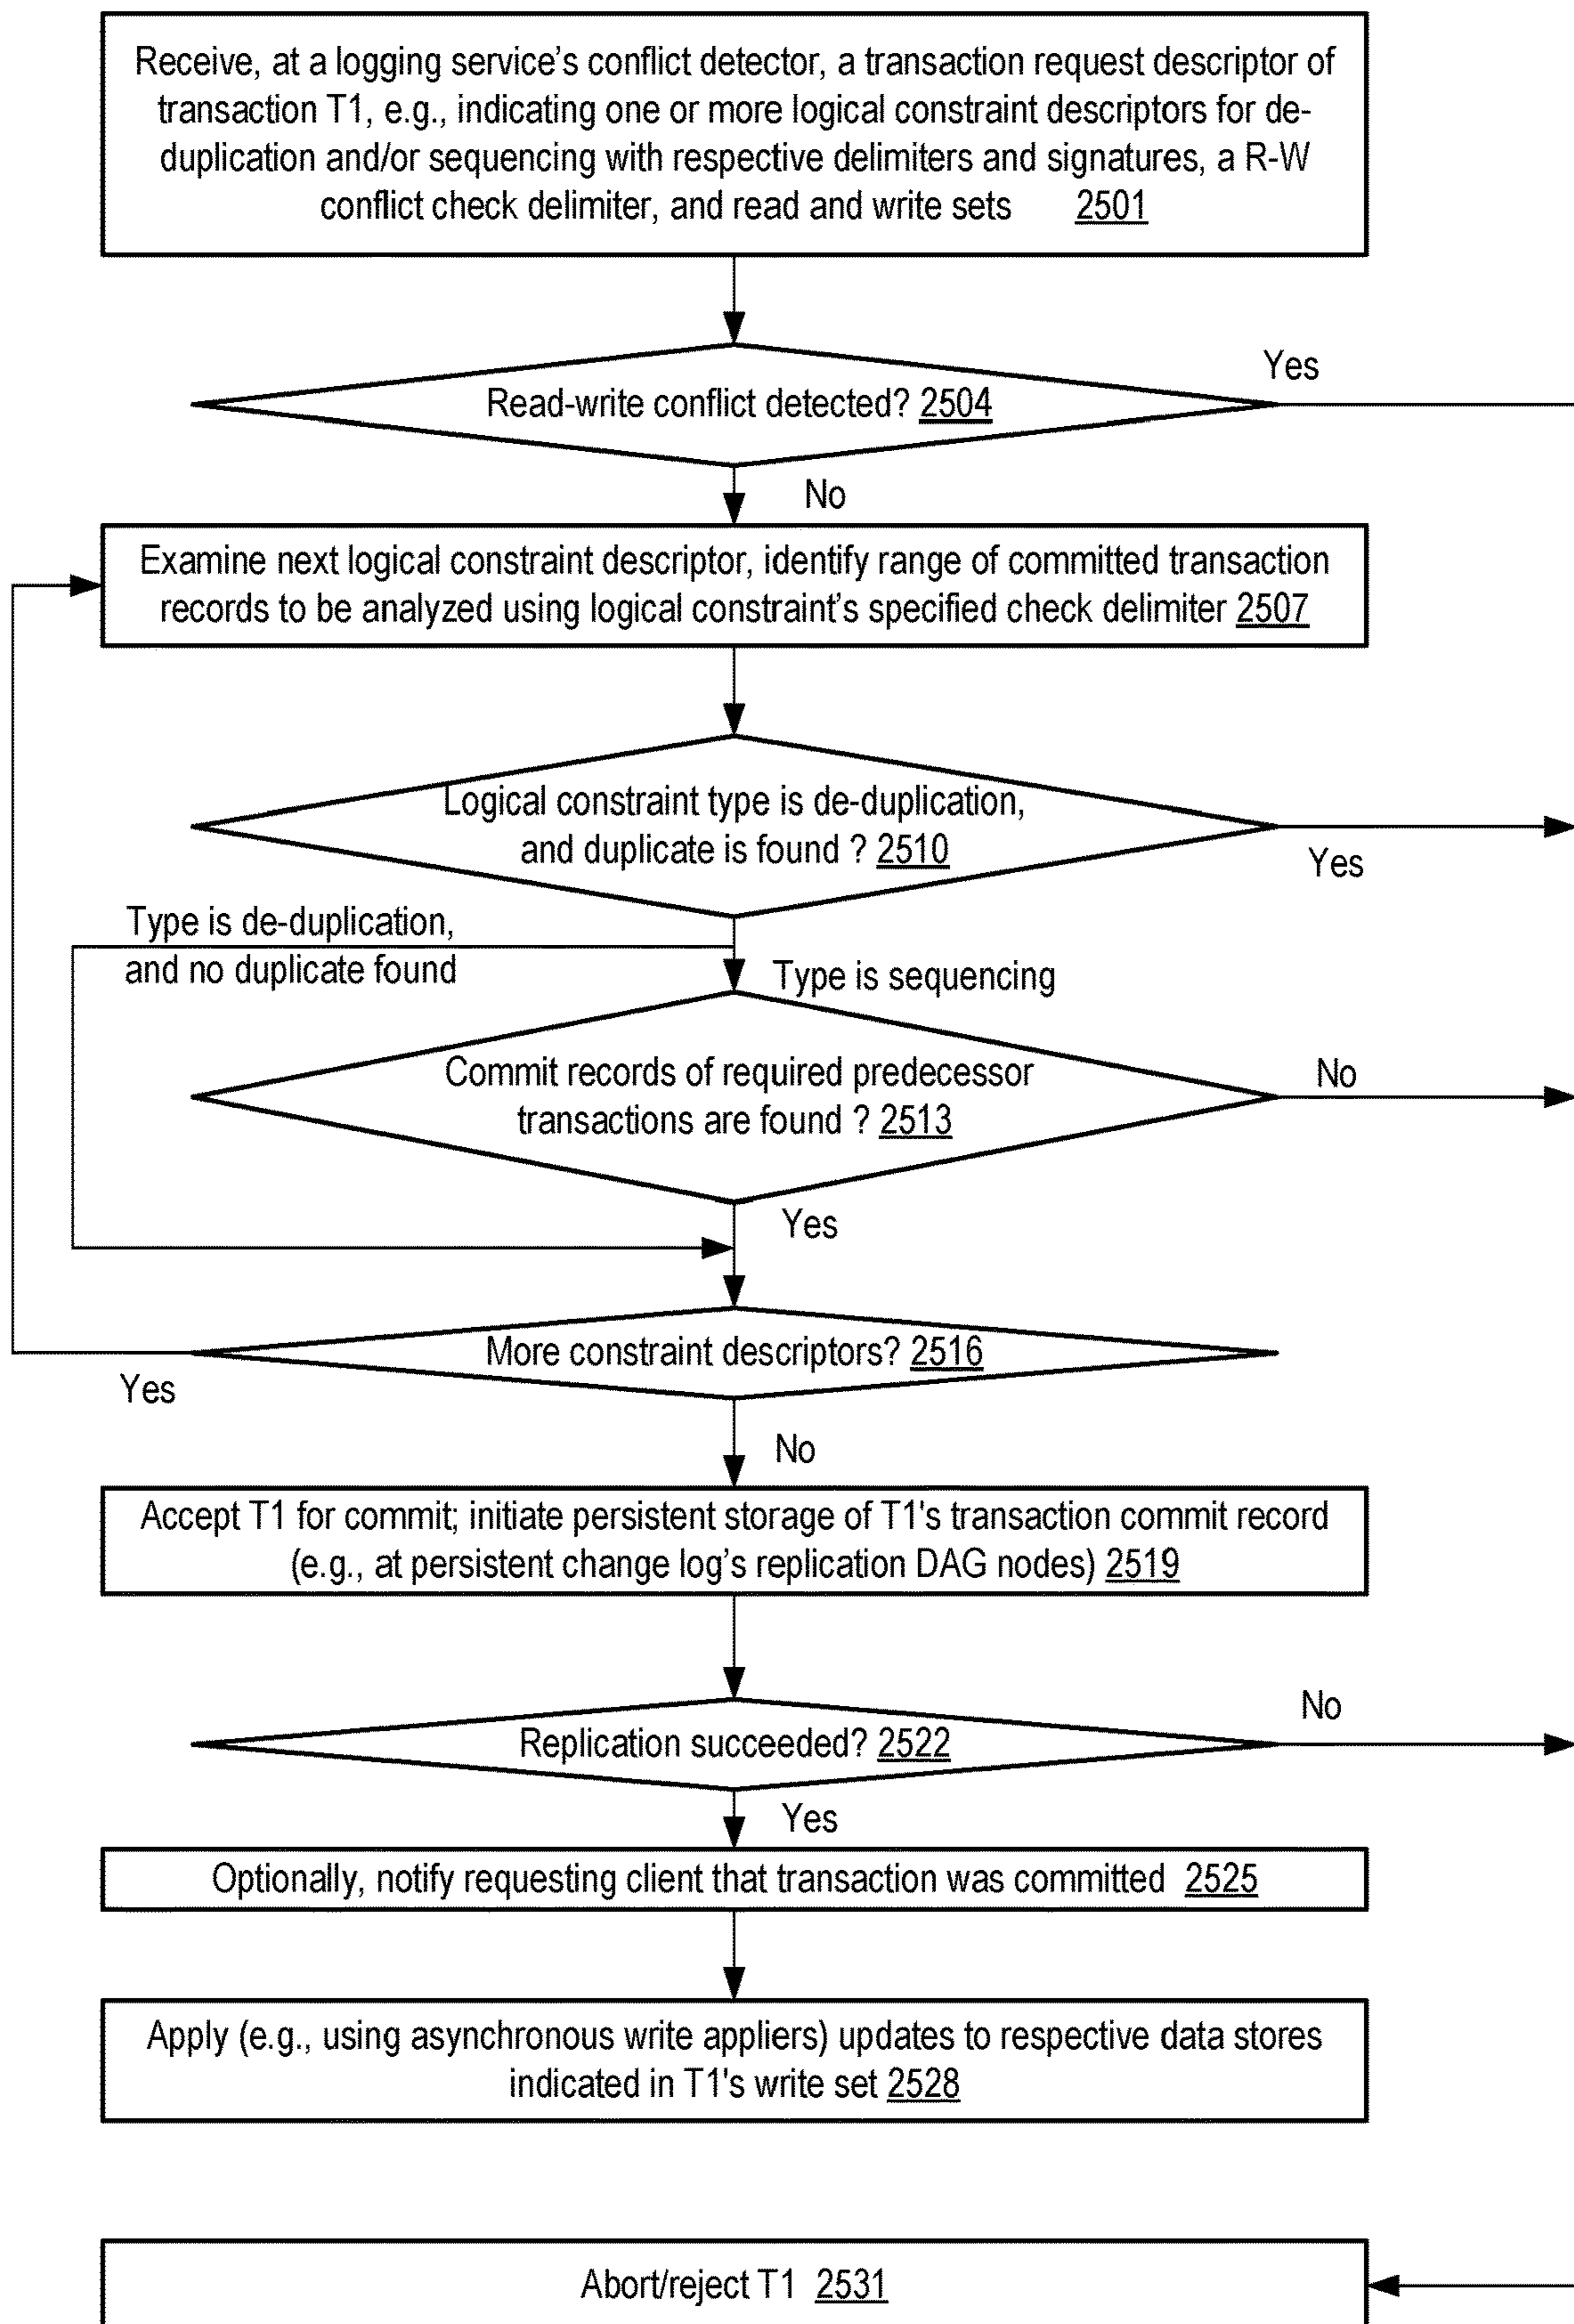 Receive, at a logging service's conflict detector, a transaction request descriptor of
transaction T1, e.g., indicating one or more logical constraint descriptors for de-
duplication and/or sequencing with respective delimiters and signatures, a R-W
conflict check delimiter, and read and write sets 2501
Yes
Read-write conflict detected? 2504
No
Examine next logical constraint descriptor, identify range of committed transaction
records to be analyzed using logical constraint's specified check delimiter 2507
Logical constraint type is de-duplication,
and duplicate is found ? 2510
Yes
Type is de-duplication,
and no duplicate found
Type is sequencing
Commit records of required predecessor
transactions are found ? 2513
No
Yes
More constraint descriptors? 2516
Yes
No
Accept T1 for commit; initiate persistent storage of T1's transaction commit record
(e.g., at persistent change log's replication DAG nodes) 2519
No
Replication succeeded? 2522
Yes
Optionally, notify requesting client that transaction was committed 2525
Apply (e.g., using asynchronous write appliers) updates to respective data stores
indicated in T1's write set 2528
Abort/reject T1 2531